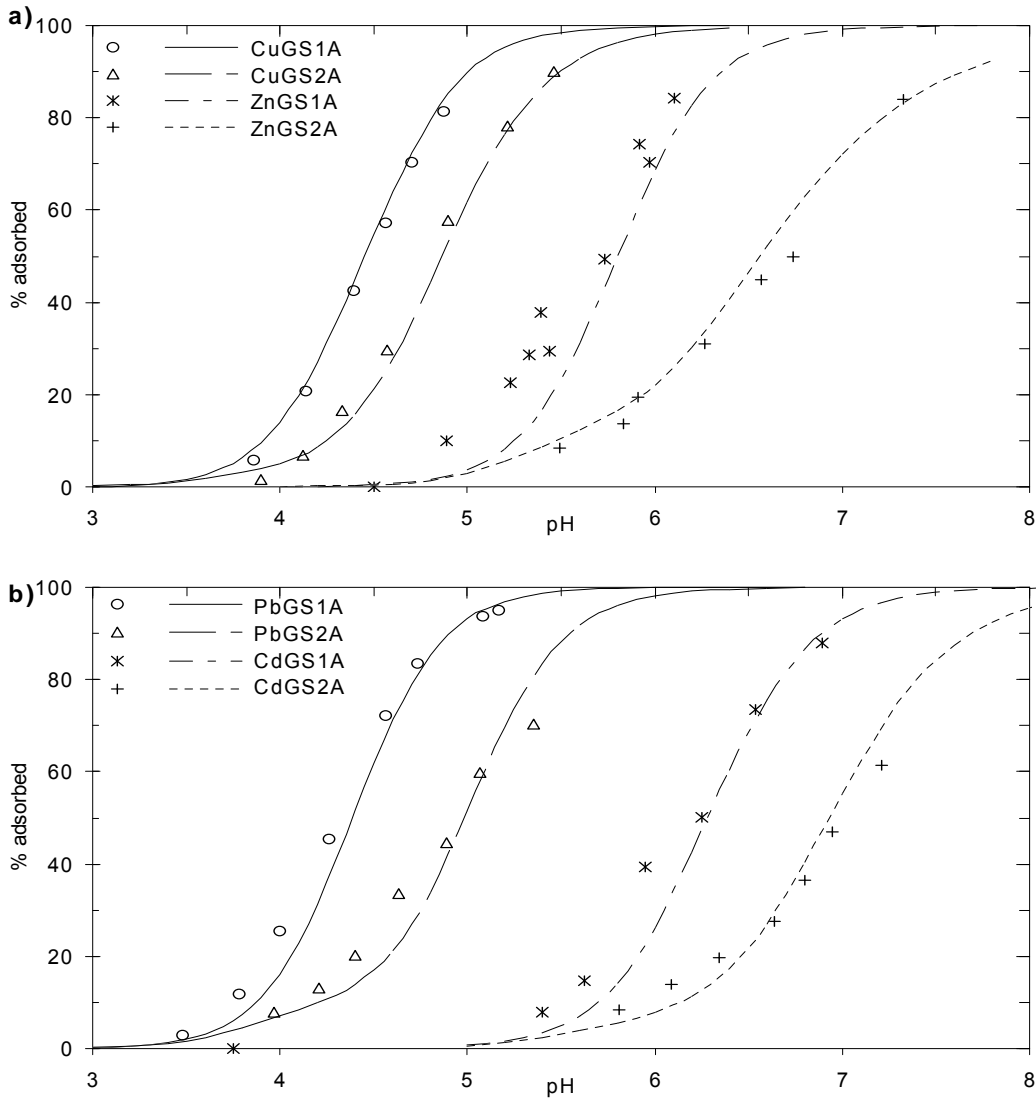 a)
100
CuGS1A
CuGS2A
ZnGS1A
ZnGS2A
80
60
40
20
0
% adsorbed
3 4 5 6 7 8
pH
b)
100
PbGS1A
PbGS2A
CdGS1A
CdGS2A
80
60
40
20
0
% adsorbed
3 4 5 6 7 8
pH